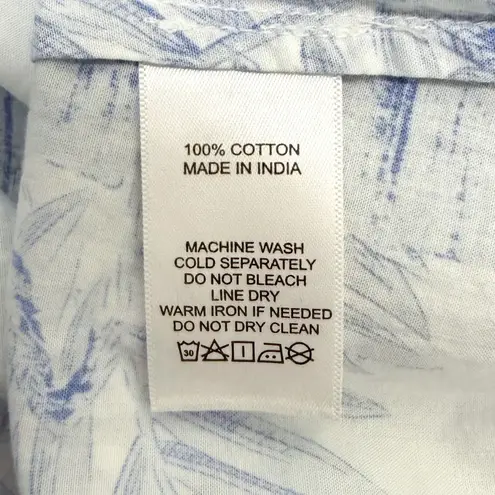 100% COTTON
MADE IN INDIA
MACHINE WASH
COLD SEPARATELY
DO NOT BLEACH
LINE DRY
WARM IRON IF NEEDED
DO NOT DRY CLEAN
30